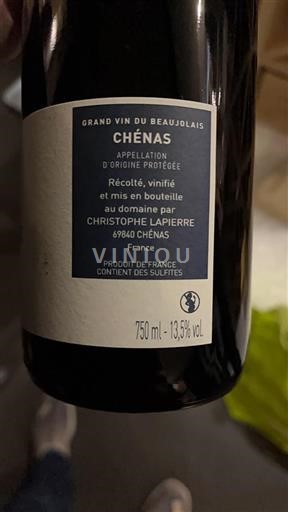 GRAND VIN DU BEAUJOLAIS
CHÉNAS
APPELLATION
D'ORIGINE PROTÉGÉE
Récolté, vinifié
et mis en bouteille
au domaine par
CHRISTOPHE LAPIERRE
69840 CHÉNAS
France
VINIOU
PRODUIT DE FRANCE
CONTIENT DES SULFITES
750 ml - 13,5% vol.